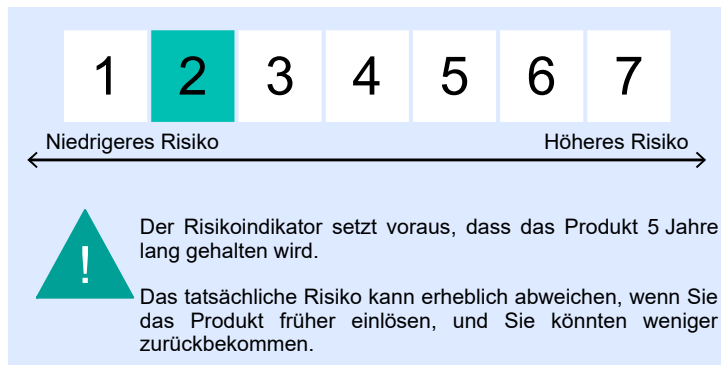 1 2 3 4 5 6 7
Niedrigeres Risiko Höheres Risiko
!
Der Risikoindikator setzt voraus, dass das Produkt 5 Jahre
lang gehalten wird.
Das tatsächliche Risiko kann erheblich abweichen, wenn Sie
das Produkt früher einlösen, und Sie könnten weniger
zurückbekommen.